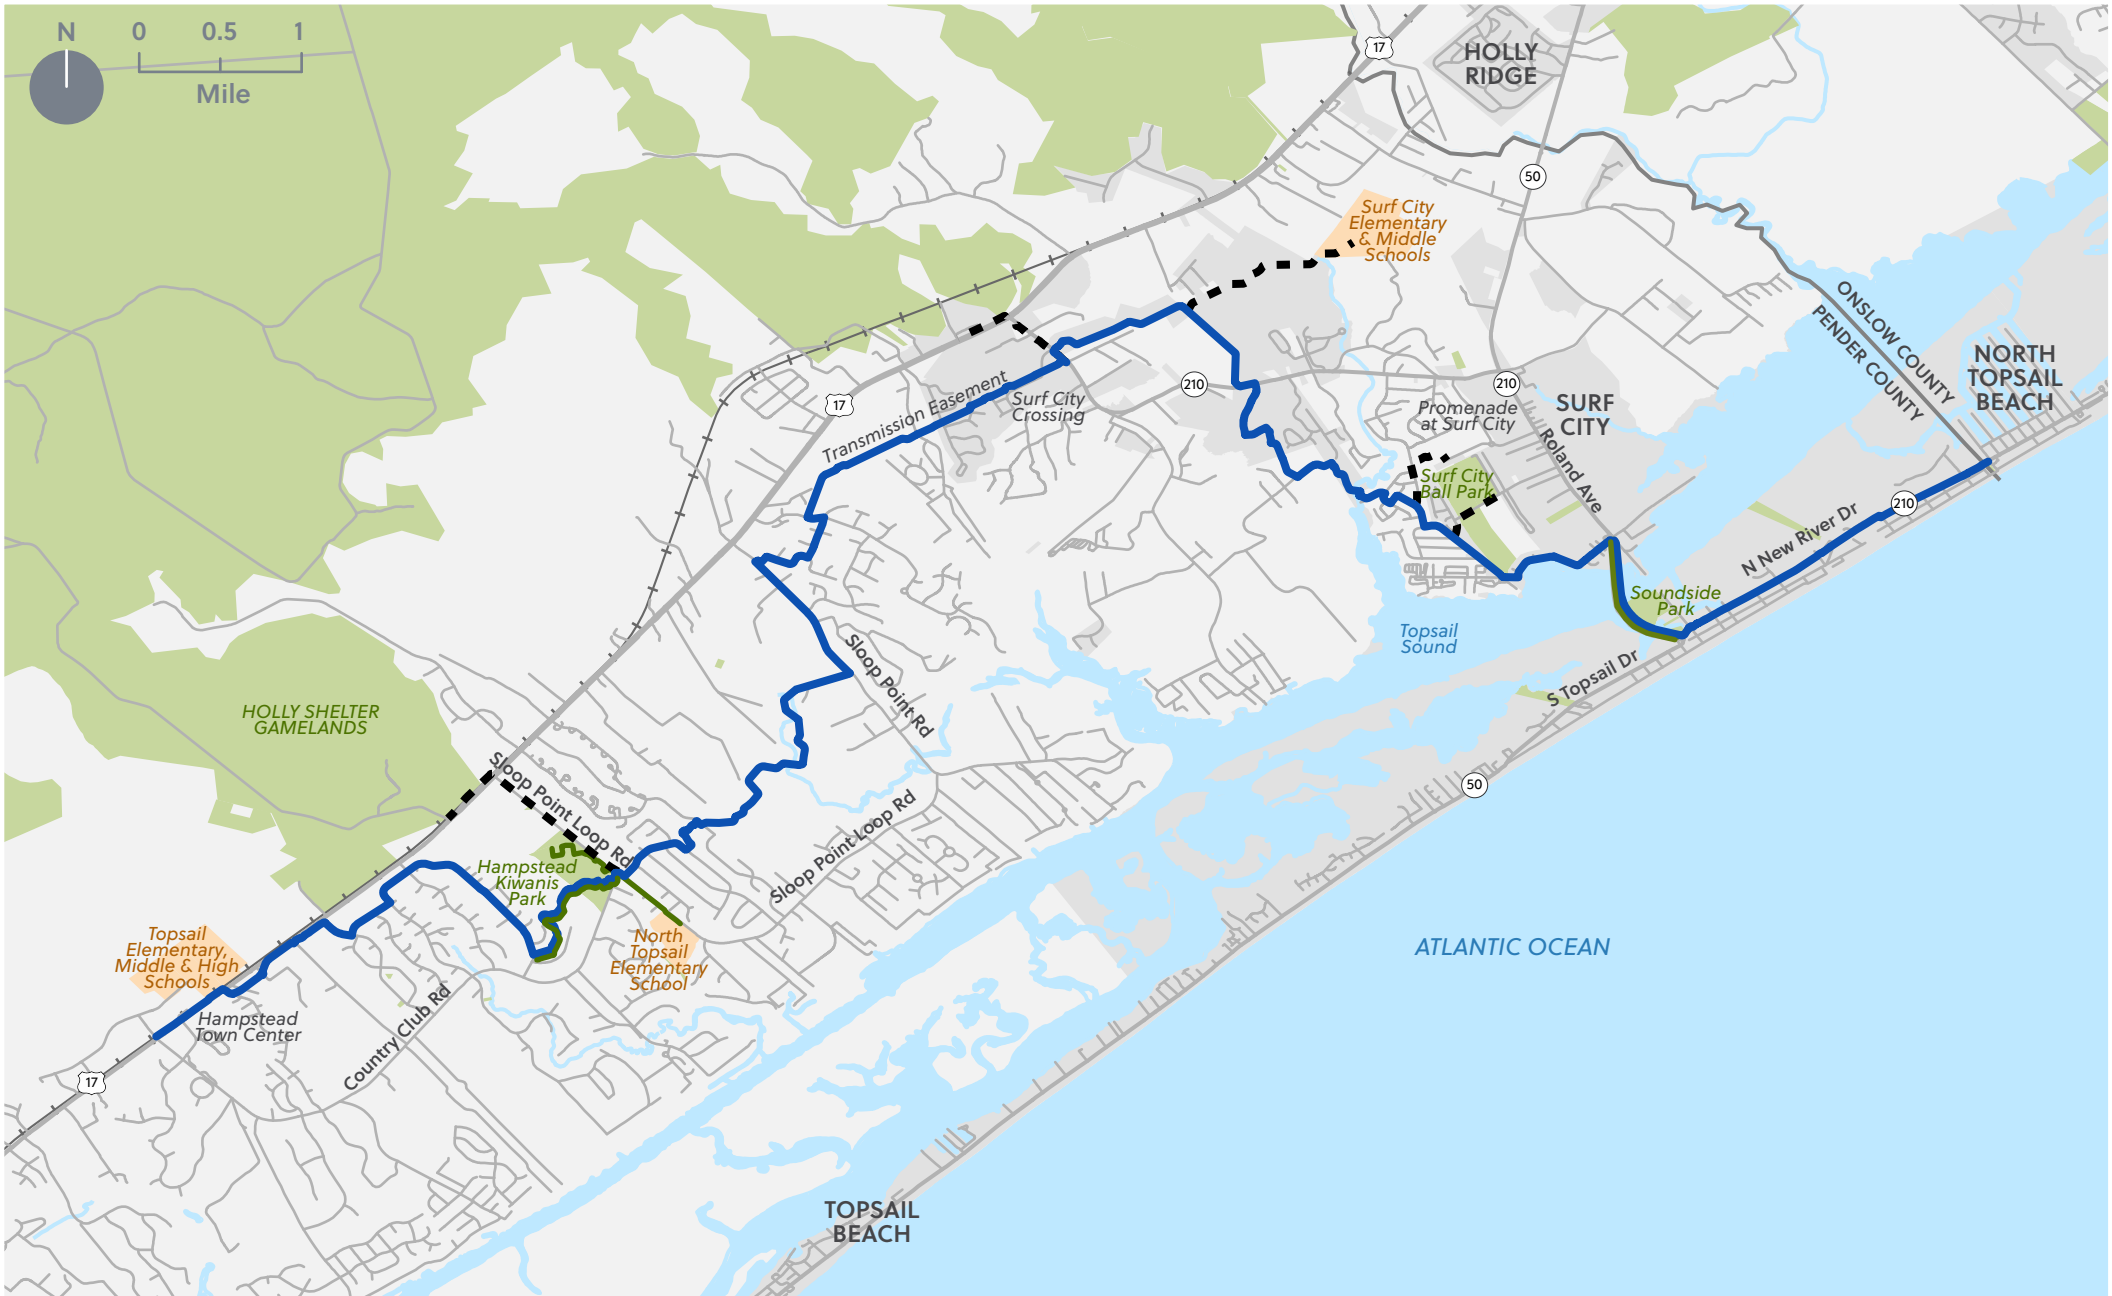 N
0 0.5 1
Mile
17
HOLLY
RIDGE
50
Surf City
Elementary
& Middle
Schools
ONSLOW COUNTY
PENDER COUNTY
NORTH
TOPSAIL
BEACH
17
Transmission Easement
Surf City
Crossing
210
210
Promenade
at Surf City
SURF
CITY
Roland Ave
Surf City
Ball Park
210
N New River Dr
Soundside
Park
Topsail
Sound
S Topsail Dr
Sloop Point Rd
HOLLY SHELTER
GAMELANDS
Sloop Point Loop Rd
50
Sloop Point Loop Rd
Hampstead
Kiwanis
Park
Topsail
Elementary,
Middle & High
Schools
North
Topsail
Elementary
School
ATLANTIC OCEAN
Hampstead
Town Center
Country Club Rd
17
TOPSAIL
BEACH